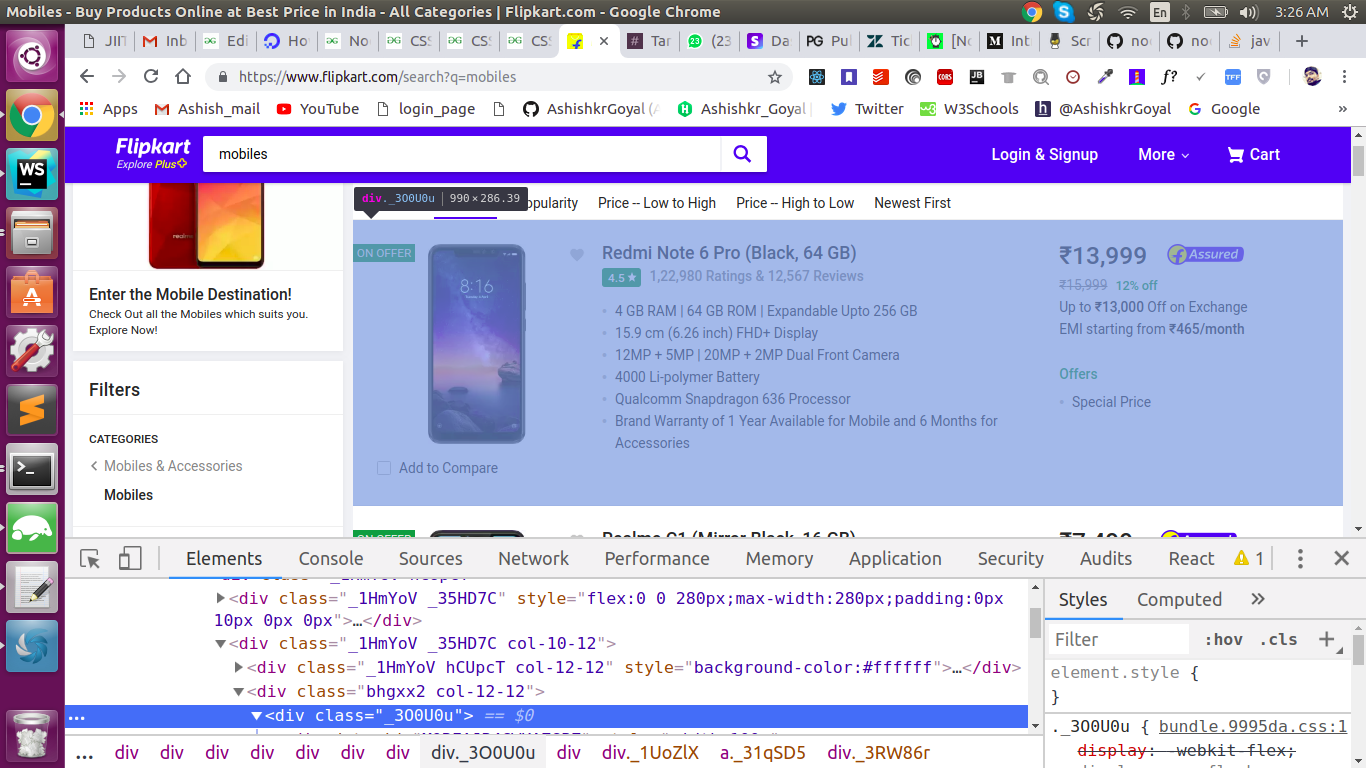 Mobiles - Buy Products Online at Best Price in India - All Categories | Flipkart.com - Google Chrome
En
3:26 AM
JIIT
Inb
Edi
Ho
No
CSS
CSS
CSS
Tar
(23
Da
Pul
Tic
[No
Int
Scr
noc
noc
jav
https://www.flipkart.com/search?q=mobiles
Apps
Ashish_mail
YouTube
login_page
AshishkrGoyal (A
Ashishkr_Goyal |
Twitter
W3Schools
@AshishkrGoyal
Google
»
Flipkart
Explore Plus
mobiles
Login & Signup
More
Cart
div._3O0U0u | 990 × 286.39
opularity
Price -- Low to High
Price -- High to Low
Newest First
realme
Enter the Mobile Destination!
Check Out all the Mobiles which suits you.
Explore Now!
Filters
CATEGORIES
Mobiles & Accessories
Mobiles
ON OFFER
8:16
Redmi Note 6 Pro (Black, 64 GB)
4.5 ★ 1,22,980 Ratings & 12,567 Reviews
4 GB RAM | 64 GB ROM | Expandable Upto 256 GB
15.9 cm (6.26 inch) FHD+ Display
12MP + 5MP | 20MP + 2MP Dual Front Camera
4000 Li-polymer Battery
Qualcomm Snapdragon 636 Processor
Brand Warranty of 1 Year Available for Mobile and 6 Months for
Accessories
Add to Compare
₹13,999
Assured
₹15,999 12% off
Up to ₹13,000 Off on Exchange
EMI starting from ₹465/month
Offers
Special Price
ON OFFER
Realme C1 (Mirror Black, 16 GB)
₹7,499
Assured
Elements
Console
Sources
Network
Performance
Memory
Application
Security
Audits
React
1
<div class="_1HmYoV _35HD7C" style="flex:0 0 280px;max-width:280px;padding:0px
10px 0px 0px">…</div>
<div class="_1HmYoV _35HD7C col-10-12">
<div class="_1HmYoV hCUpcT col-12-12" style="background-color:#ffffff">…</div>
<div class="bhgxx2 col-12-12">
... <div class="_3O0U0u"> == $0
... div div div div div div div div._3O0U0u div div._1UoZlX a._31qSD5 div._3RW86r
Styles
Computed
»
Filter
:hov .cls +
element.style {
}
._3O0U0u { bundle.9995da.css:1
display: -webkit-flex;